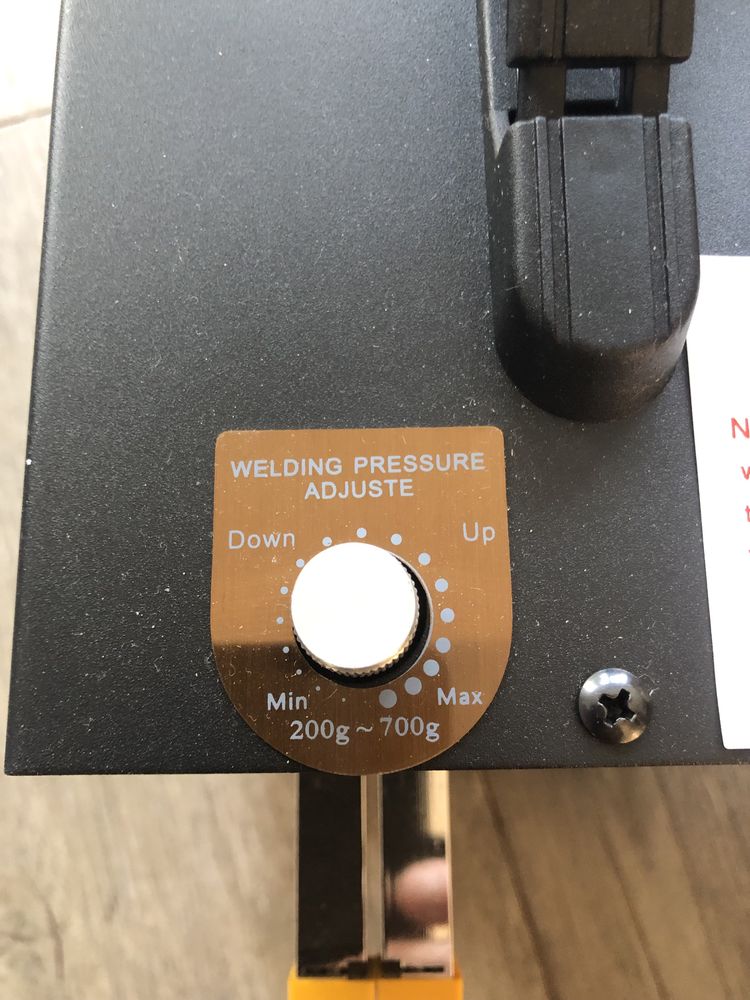 WELDING PRESSURE
ADJUSTE
Down Up
Min Max
200g ~ 700g